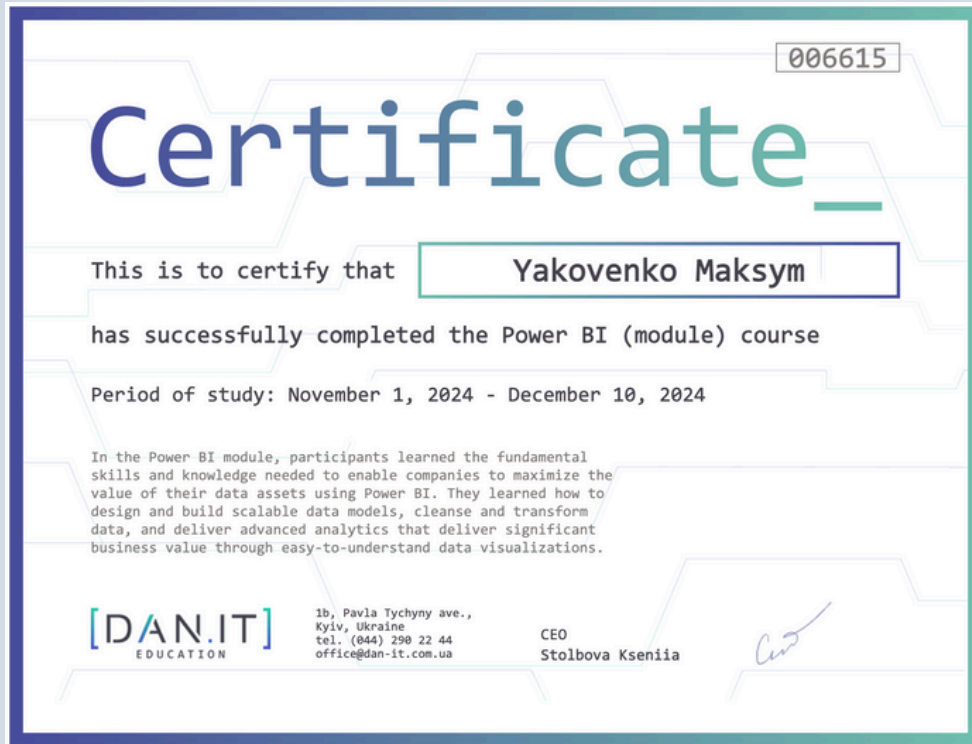 006615
Certificate_
This is to certify that Yakovenko Maksym
has successfully completed the Power BI (module) course
Period of study: November 1, 2024 - December 10, 2024
In the Power BI module, participants learned the fundamental
skills and knowledge needed to enable companies to maximize the
value of their data assets using Power BI. They learned how to
design and build scalable data models, cleanse and transform
data, and deliver advanced analytics that deliver significant
business value through easy-to-understand data visualizations.
[DAN.IT]
EDUCATION
1b, Pavla Tychyny ave.,
Kyiv, Ukraine
tel. (044) 290 22 44
office@dan-it.com.ua
CEO
Stolbova Kseniia